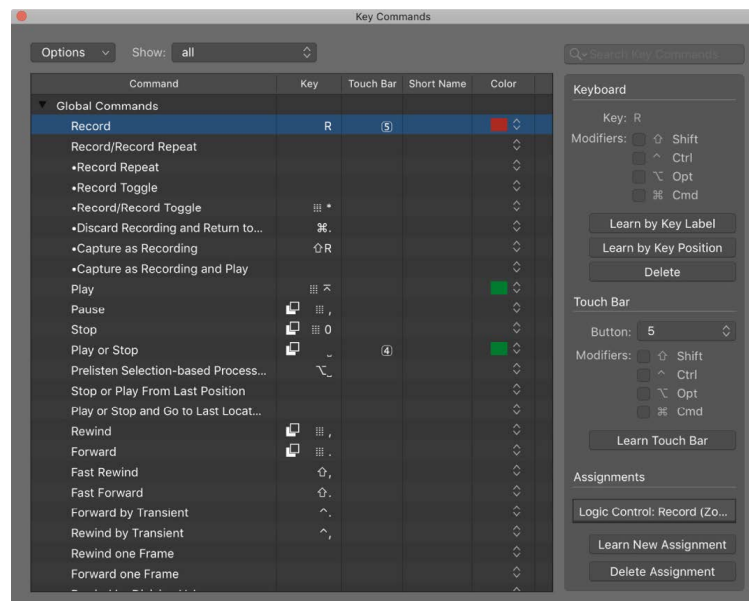 Key Commands
Options Show: all
Search Key Commands
Command Key Touch Bar Short Name Color
Global Commands
Record R 5
Record/Record Repeat
•Record Repeat
•Record Toggle
•Record/Record Toggle *
•Discard Recording and Return to... ⌘.
•Capture as Recording ⇧R
•Capture as Recording and Play
Play ⌅
Pause ,
Stop 0
Play or Stop ␣ 4
Prelisten Selection-based Process... ⌥␣
Stop or Play From Last Position
Play or Stop and Go to Last Locat...
Rewind ,
Forward .
Fast Rewind ⇧,
Fast Forward ⇧.
Forward by Transient ^.
Rewind by Transient ^,
Rewind one Frame
Forward one Frame
Keyboard
Key: R
Modifiers: ⇧ Shift
^ Ctrl
⌥ Opt
⌘ Cmd
Learn by Key Label
Learn by Key Position
Delete
Touch Bar
Button: 5
Modifiers: ⇧ Shift
^ Ctrl
⌥ Opt
⌘ Cmd
Learn Touch Bar
Assignments
Logic Control: Record (Zo...
Learn New Assignment
Delete Assignment